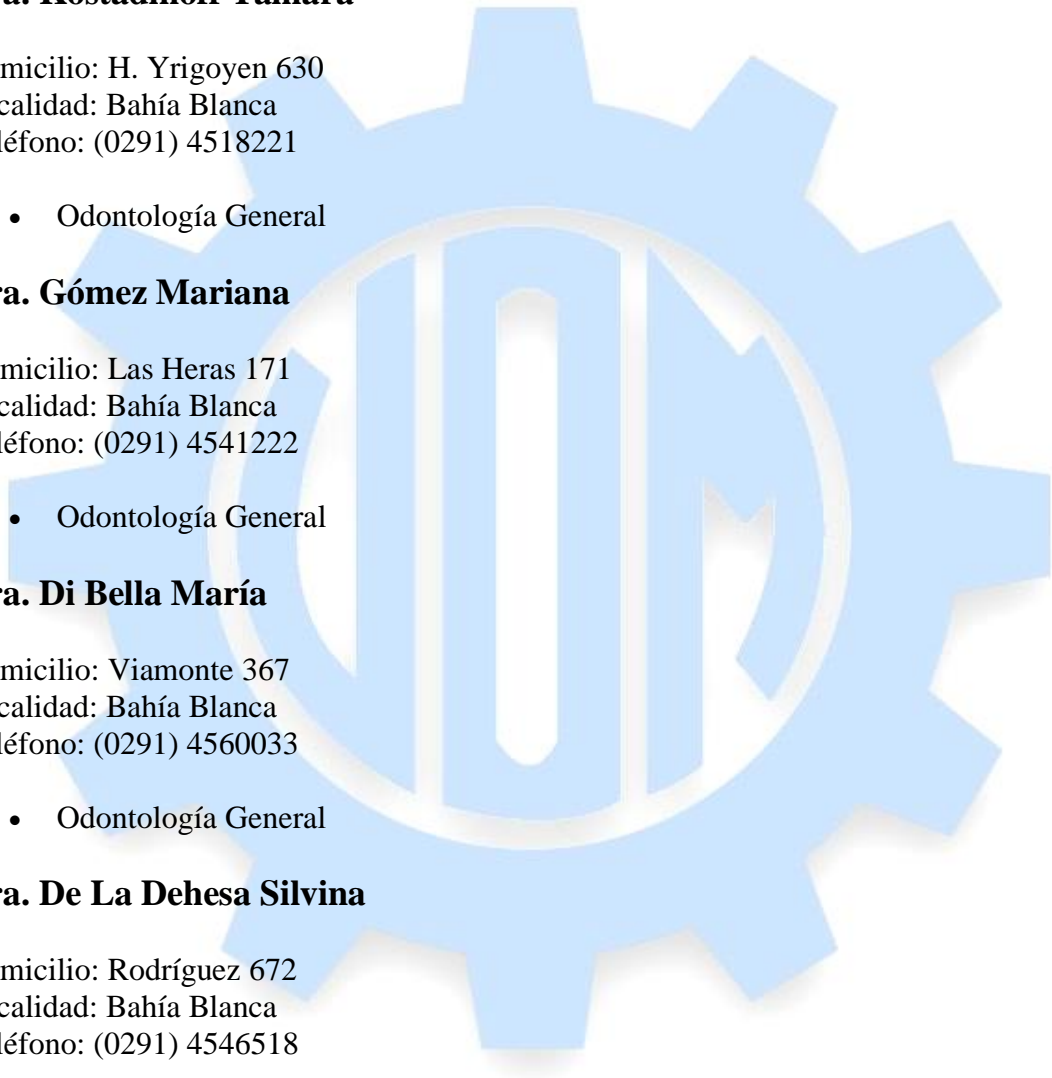 a. Kostadinoff Tamara
micilio: H. Yrigoyen 630
calidad: Bahía Blanca
léfono: (0291) 4518221
• Odontología General
ra. Gómez Mariana
micilio: Las Heras 171
calidad: Bahía Blanca
léfono: (0291) 4541222
• Odontología General
ra. Di Bella María
micilio: Viamonte 367
calidad: Bahía Blanca
léfono: (0291) 4560033
• Odontología General
ra. De La Dehesa Silvina
micilio: Rodríguez 672
calidad: Bahía Blanca
léfono: (0291) 4546518
UOM